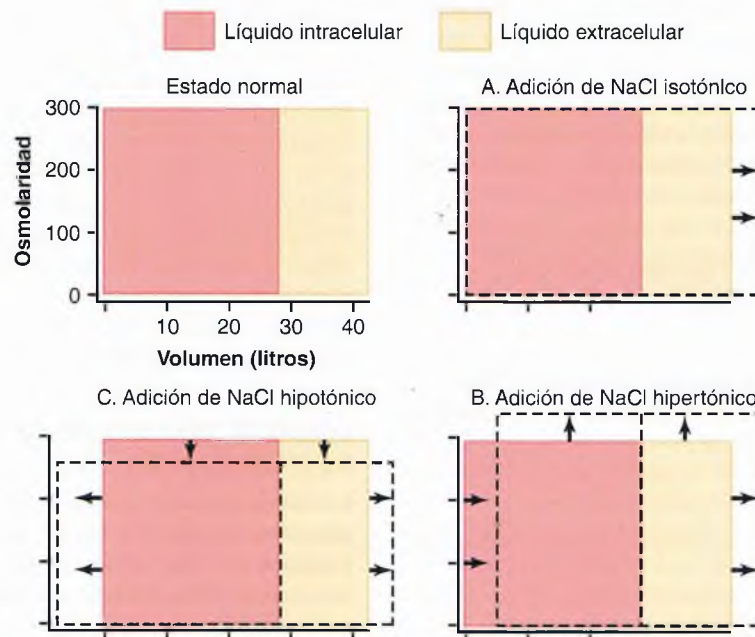 Líquido intracelular
Líquido extracelular
Estado normal
A. Adición de NaCl isotónico
Osmolaridad
300
200
100
0
10
20
30
40
Volumen (litros)
C. Adición de NaCl hipotónico
B. Adición de NaCl hipertónico